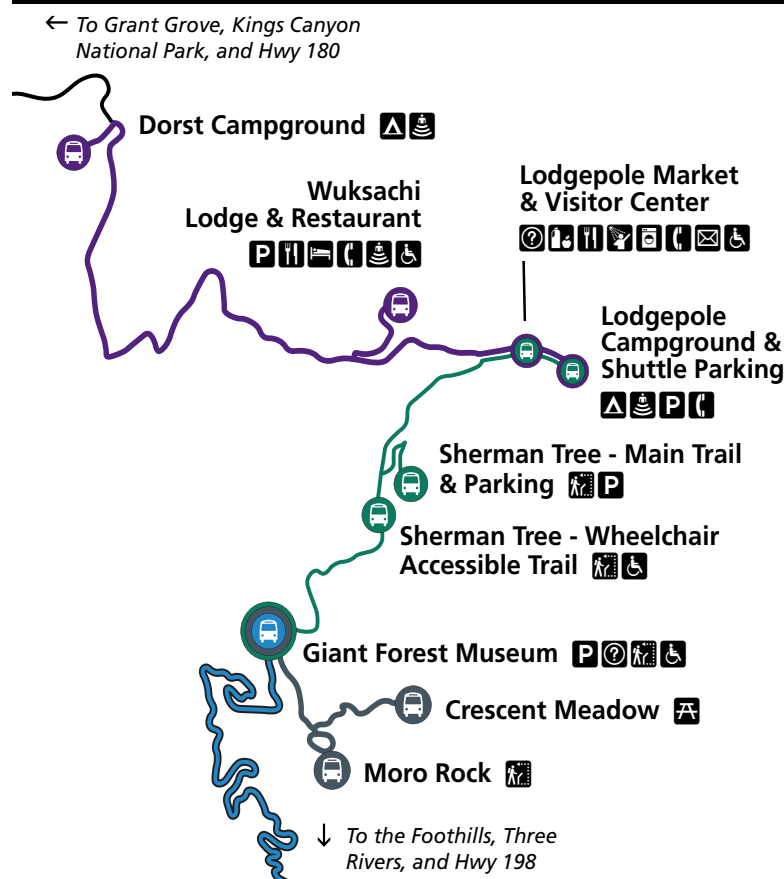 ← To Grant Grove, Kings Canyon
National Park, and Hwy 180
Dorst Campground
Wuksachi
Lodge & Restaurant
P
Lodgepole Market
& Visitor Center
?
Lodgepole
Campground &
Shuttle Parking
P
Sherman Tree - Main Trail
& Parking P
Sherman Tree - Wheelchair
Accessible Trail
Giant Forest Museum P ?
Crescent Meadow
Moro Rock
↓ To the Foothills, Three
Rivers, and Hwy 198